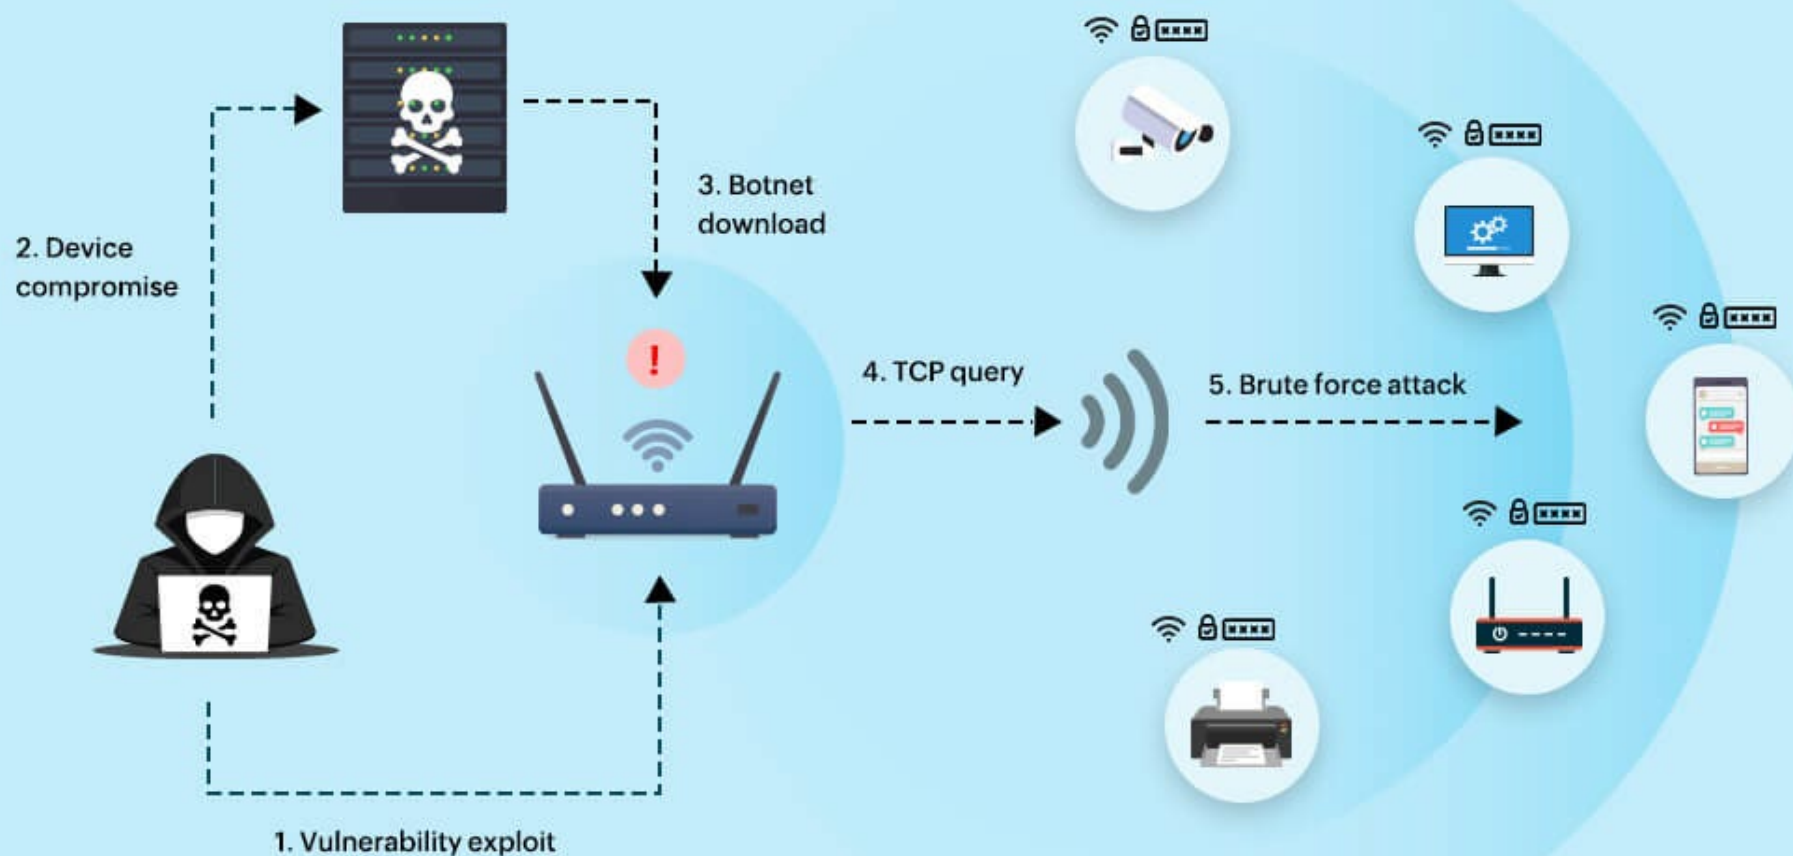 3. Botnet
download
2. Device
compromise
4. TCP query
5. Brute force attack
1. Vulnerability exploit